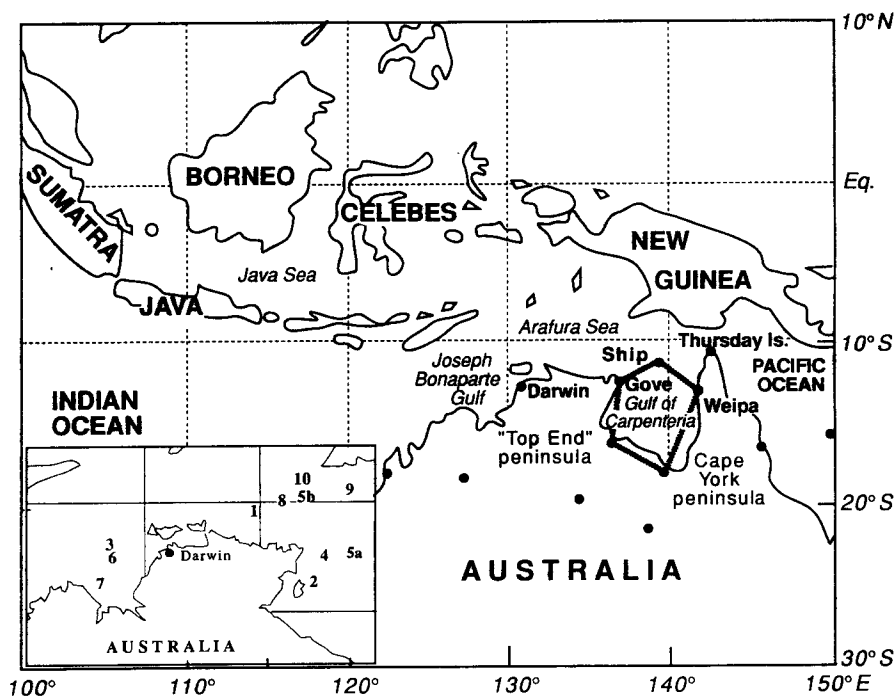 10° N
SUMATRA
BORNEO
CELEBES
Eq.
NEW
GUINEA
Java Sea
JAVA
Arafura Sea
Thursday Is.
10° S
Joseph
Bonaparte
Gulf
Ship
PACIFIC
OCEAN
Darwin
Gove
Gulf of
Carpenteria
Weipa
INDIAN
OCEAN
"Top End"
peninsula
Cape
York
peninsula
20° S
AUSTRALIA
10
5b
9
8
1
3
6
Darwin
4
5a
7
2
AUSTRALIA
30° S
100°
110°
120°
130°
140°
150° E